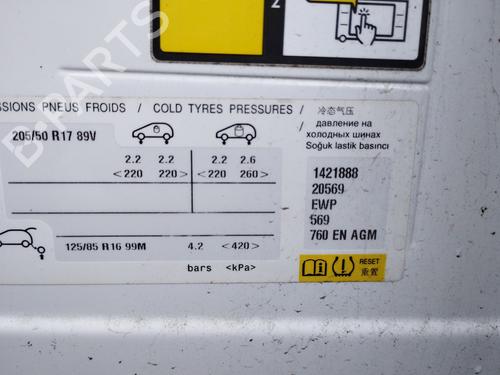 2
SSIONS PNEUS FROIDS / COLD TYRES PRESSURES / 冷态气压
/ давление на
холодных шинах
Soğuk lastik basıncı
205/50 R17 89V
2.2 2.2 2.2 2.6
<220 220> <220 260>
125/85 R16 99M 4.2 <420>
bars <kPa>
1421888
20569
EWP
569
760 EN AGM
RESET
重置
B-PARTS